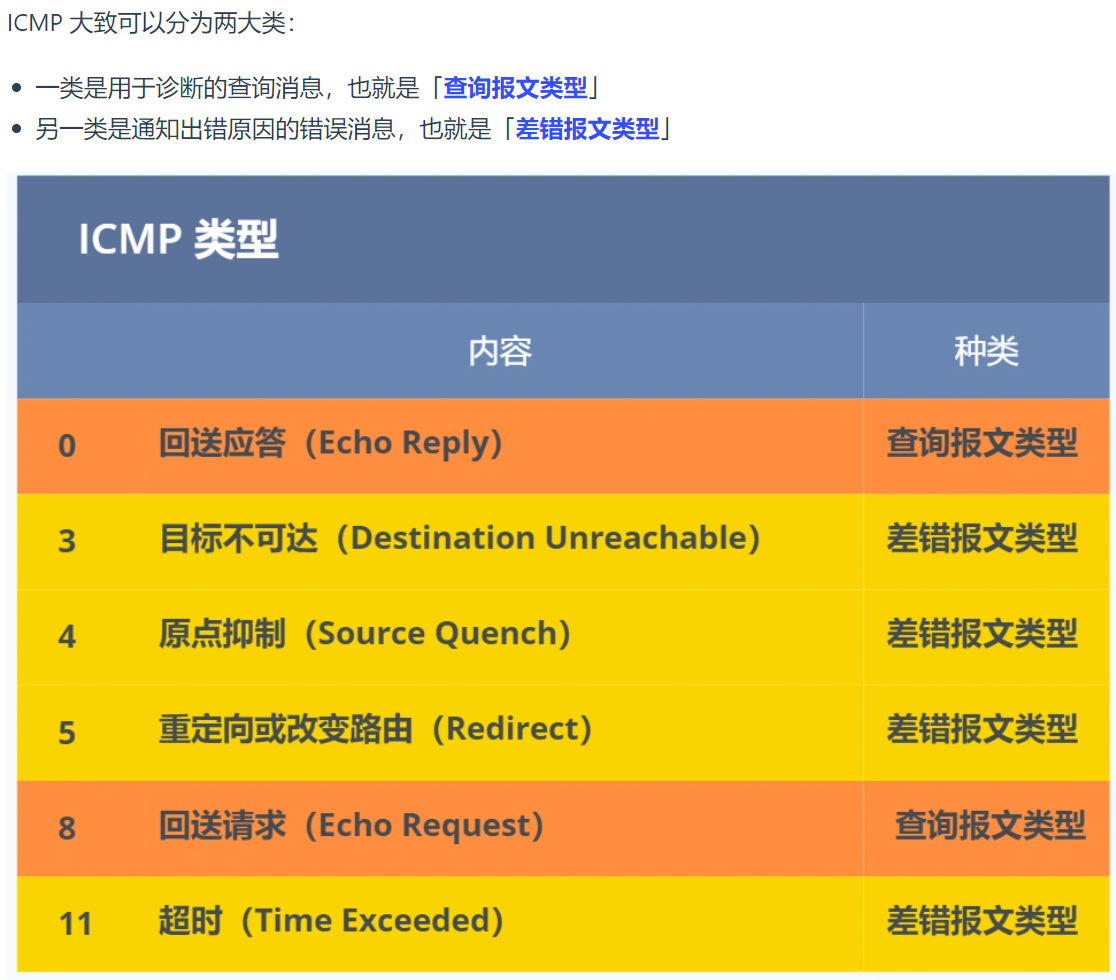 ICMP 大致可以分为两大类：
一类是用于诊断的查询消息，也就是「查询报文类型」
另一类是通知出错原因的错误消息，也就是「差错报文类型」
ICMP 类型
内容 种类
0 回送应答（Echo Reply） 查询报文类型
3 目标不可达（Destination Unreachable） 差错报文类型
4 原点抑制（Source Quench） 差错报文类型
5 重定向或改变路由（Redirect） 差错报文类型
8 回送请求（Echo Request） 查询报文类型
11 超时（Time Exceeded） 差错报文类型